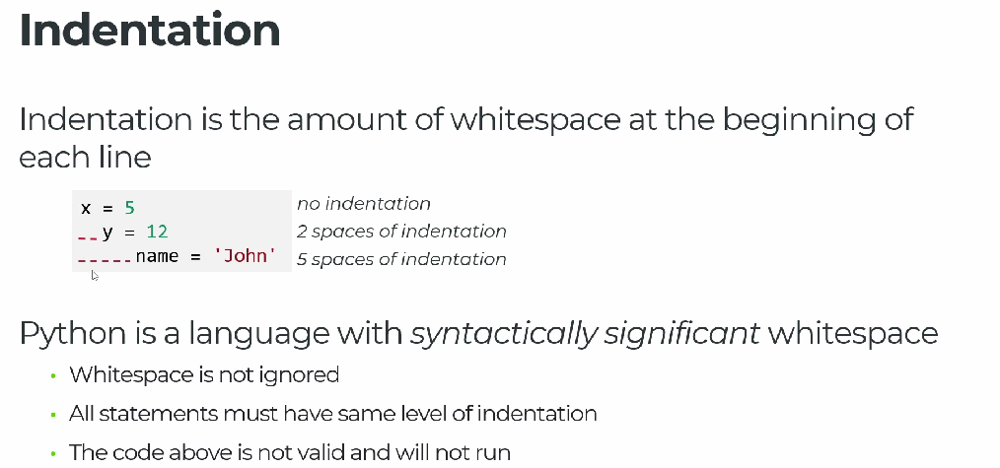 Indentation
Indentation is the amount of whitespace at the beginning of
each line
x = 5 no indentation
__y = 12 2 spaces of indentation
_____name = 'John' 5 spaces of indentation
Python is a language with syntactically significant whitespace
• Whitespace is not ignored
• All statements must have same level of indentation
• The code above is not valid and will not run